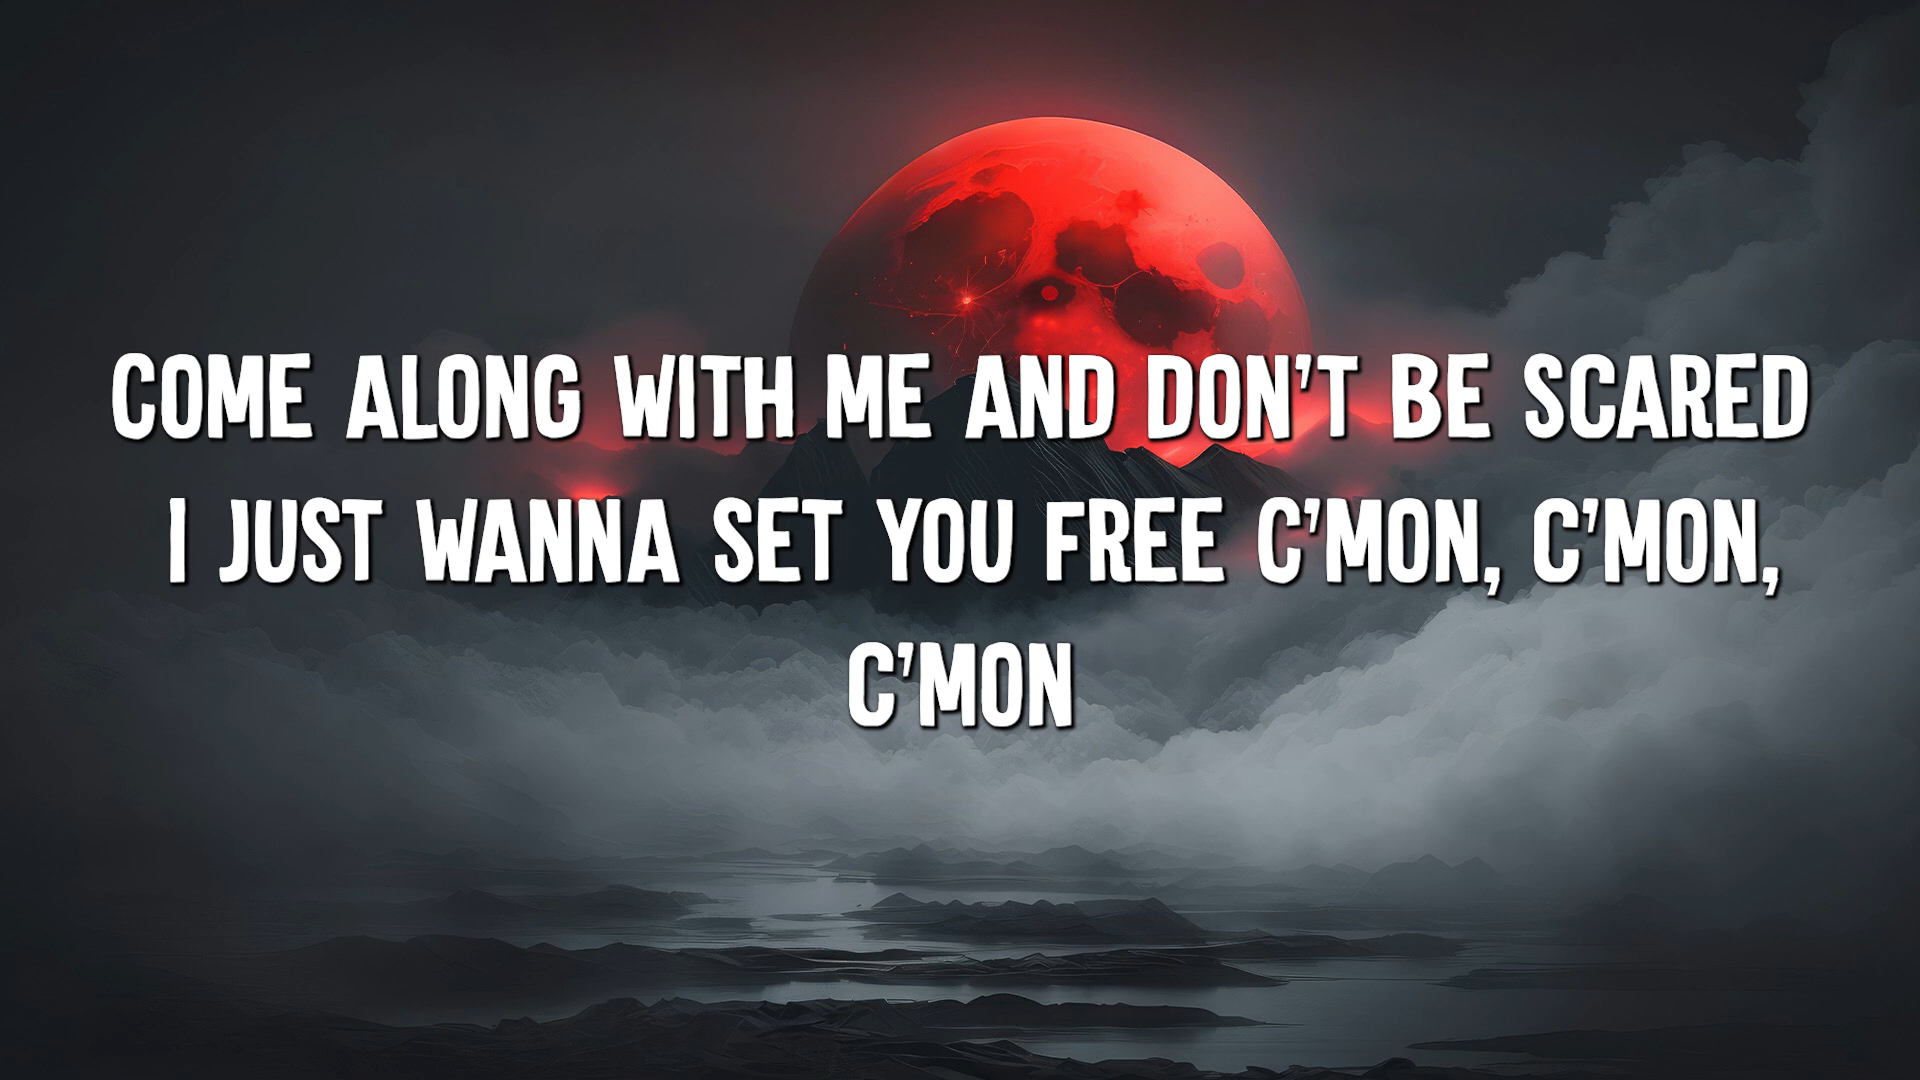 COME ALONG WITH ME AND DON'T BE SCARED
I JUST WANNA SET YOU FREE C'MON, C'MON,
C'MON